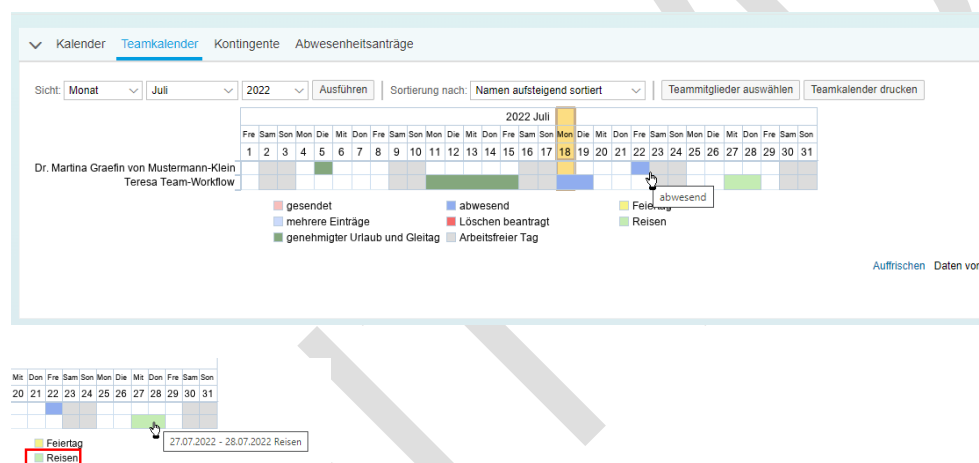 Kalender Teamkalender Kontingente Abwesenheitsanträge
Sicht: Monat Juli 2022 Ausführen Sortierung nach: Namen aufsteigend sortiert Teammitglieder auswählen Teamkalender drucken
2022 Juli
Fre Sam Son Mon Die Mit Don Fre Sam Son Mon Die Mit Don Fre Sam Son Mon Die Mit Don Fre Sam Son Mon Die Mit Don Fre Sam Son
1 2 3 4 5 6 7 8 9 10 11 12 13 14 15 16 17 18 19 20 21 22 23 24 25 26 27 28 29 30 31
Dr. Martina Graefin von Mustermann-Klein
Teresa Team-Workflow
abwesend
gesendet abwesend Feiertag
mehrere Einträge Löschen beantragt Reisen
genehmigter Urlaub und Gleitag Arbeitsfreier Tag
Auffrischen Daten vor
Mit Don Fre Sam Son Mon Die Mit Don Fre Sam Son
20 21 22 23 24 25 26 27 28 29 30 31
27.07.2022 - 28.07.2022 Reisen
Feiertag
Reisen